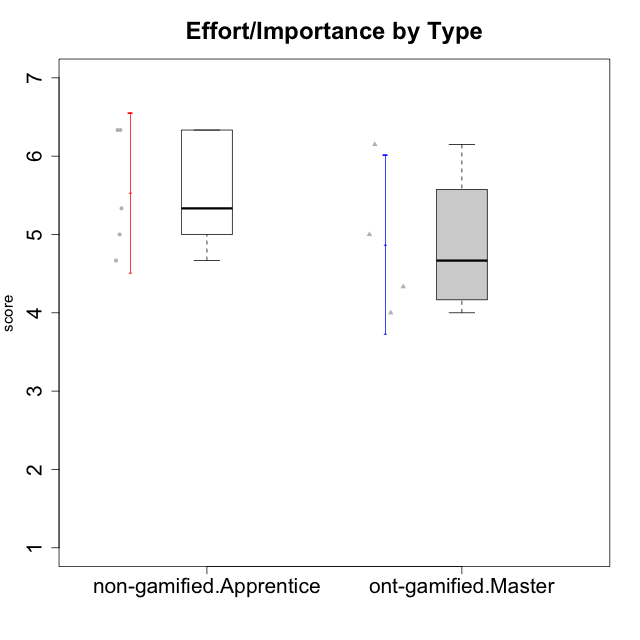 Effort/Importance by Type
7
6
5
4
3
2
1
score
non-gamified.Apprentice
ont-gamified.Master